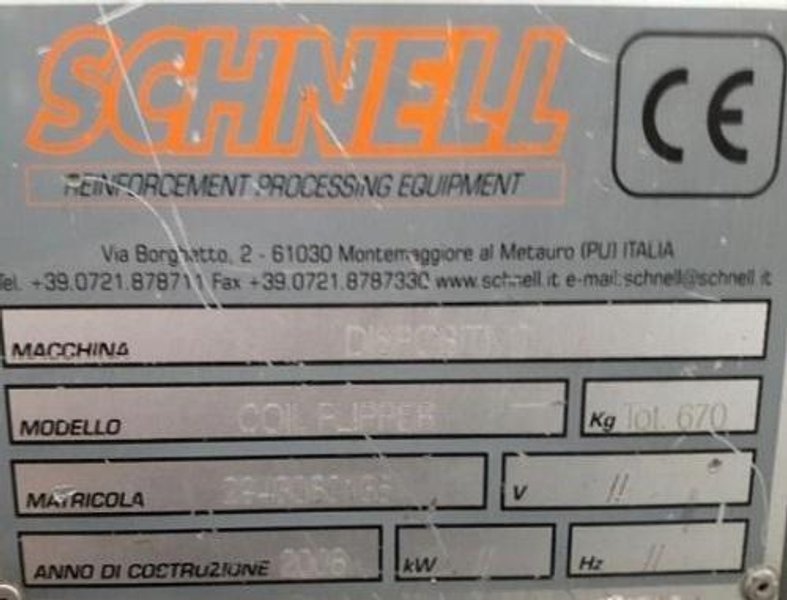 SCHNELL
CE
REINFORCEMENT PROCESSING EQUIPMENT
Via Borghetto, 2 - 61030 Montemaggiore al Metauro (PU) ITALIA
Tel. +39.0721.878711 Fax +39.0721.8787330 www.schnell.it e-mail:schnell@schnell.it
MACCHINA DISPOSITIVO
MODELLO COIL FLIPPER Kg Tot. 670
MATRICOLA V //
ANNO DI COSTRUZIONE kW // Hz //